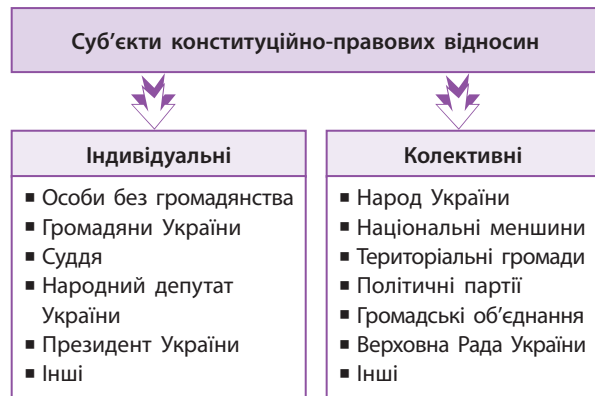 Суб’єкти конституційно-правових відносин
Індивідуальні
▪ Особи без громадянства
▪ Громадяни України
▪ Суддя
▪ Народний депутат
України
▪ Президент України
▪ Інші
Колективні
▪ Народ України
▪ Національні меншини
▪ Територіальні громади
▪ Політичні партії
▪ Громадські об’єднання
▪ Верховна Рада України
▪ Інші